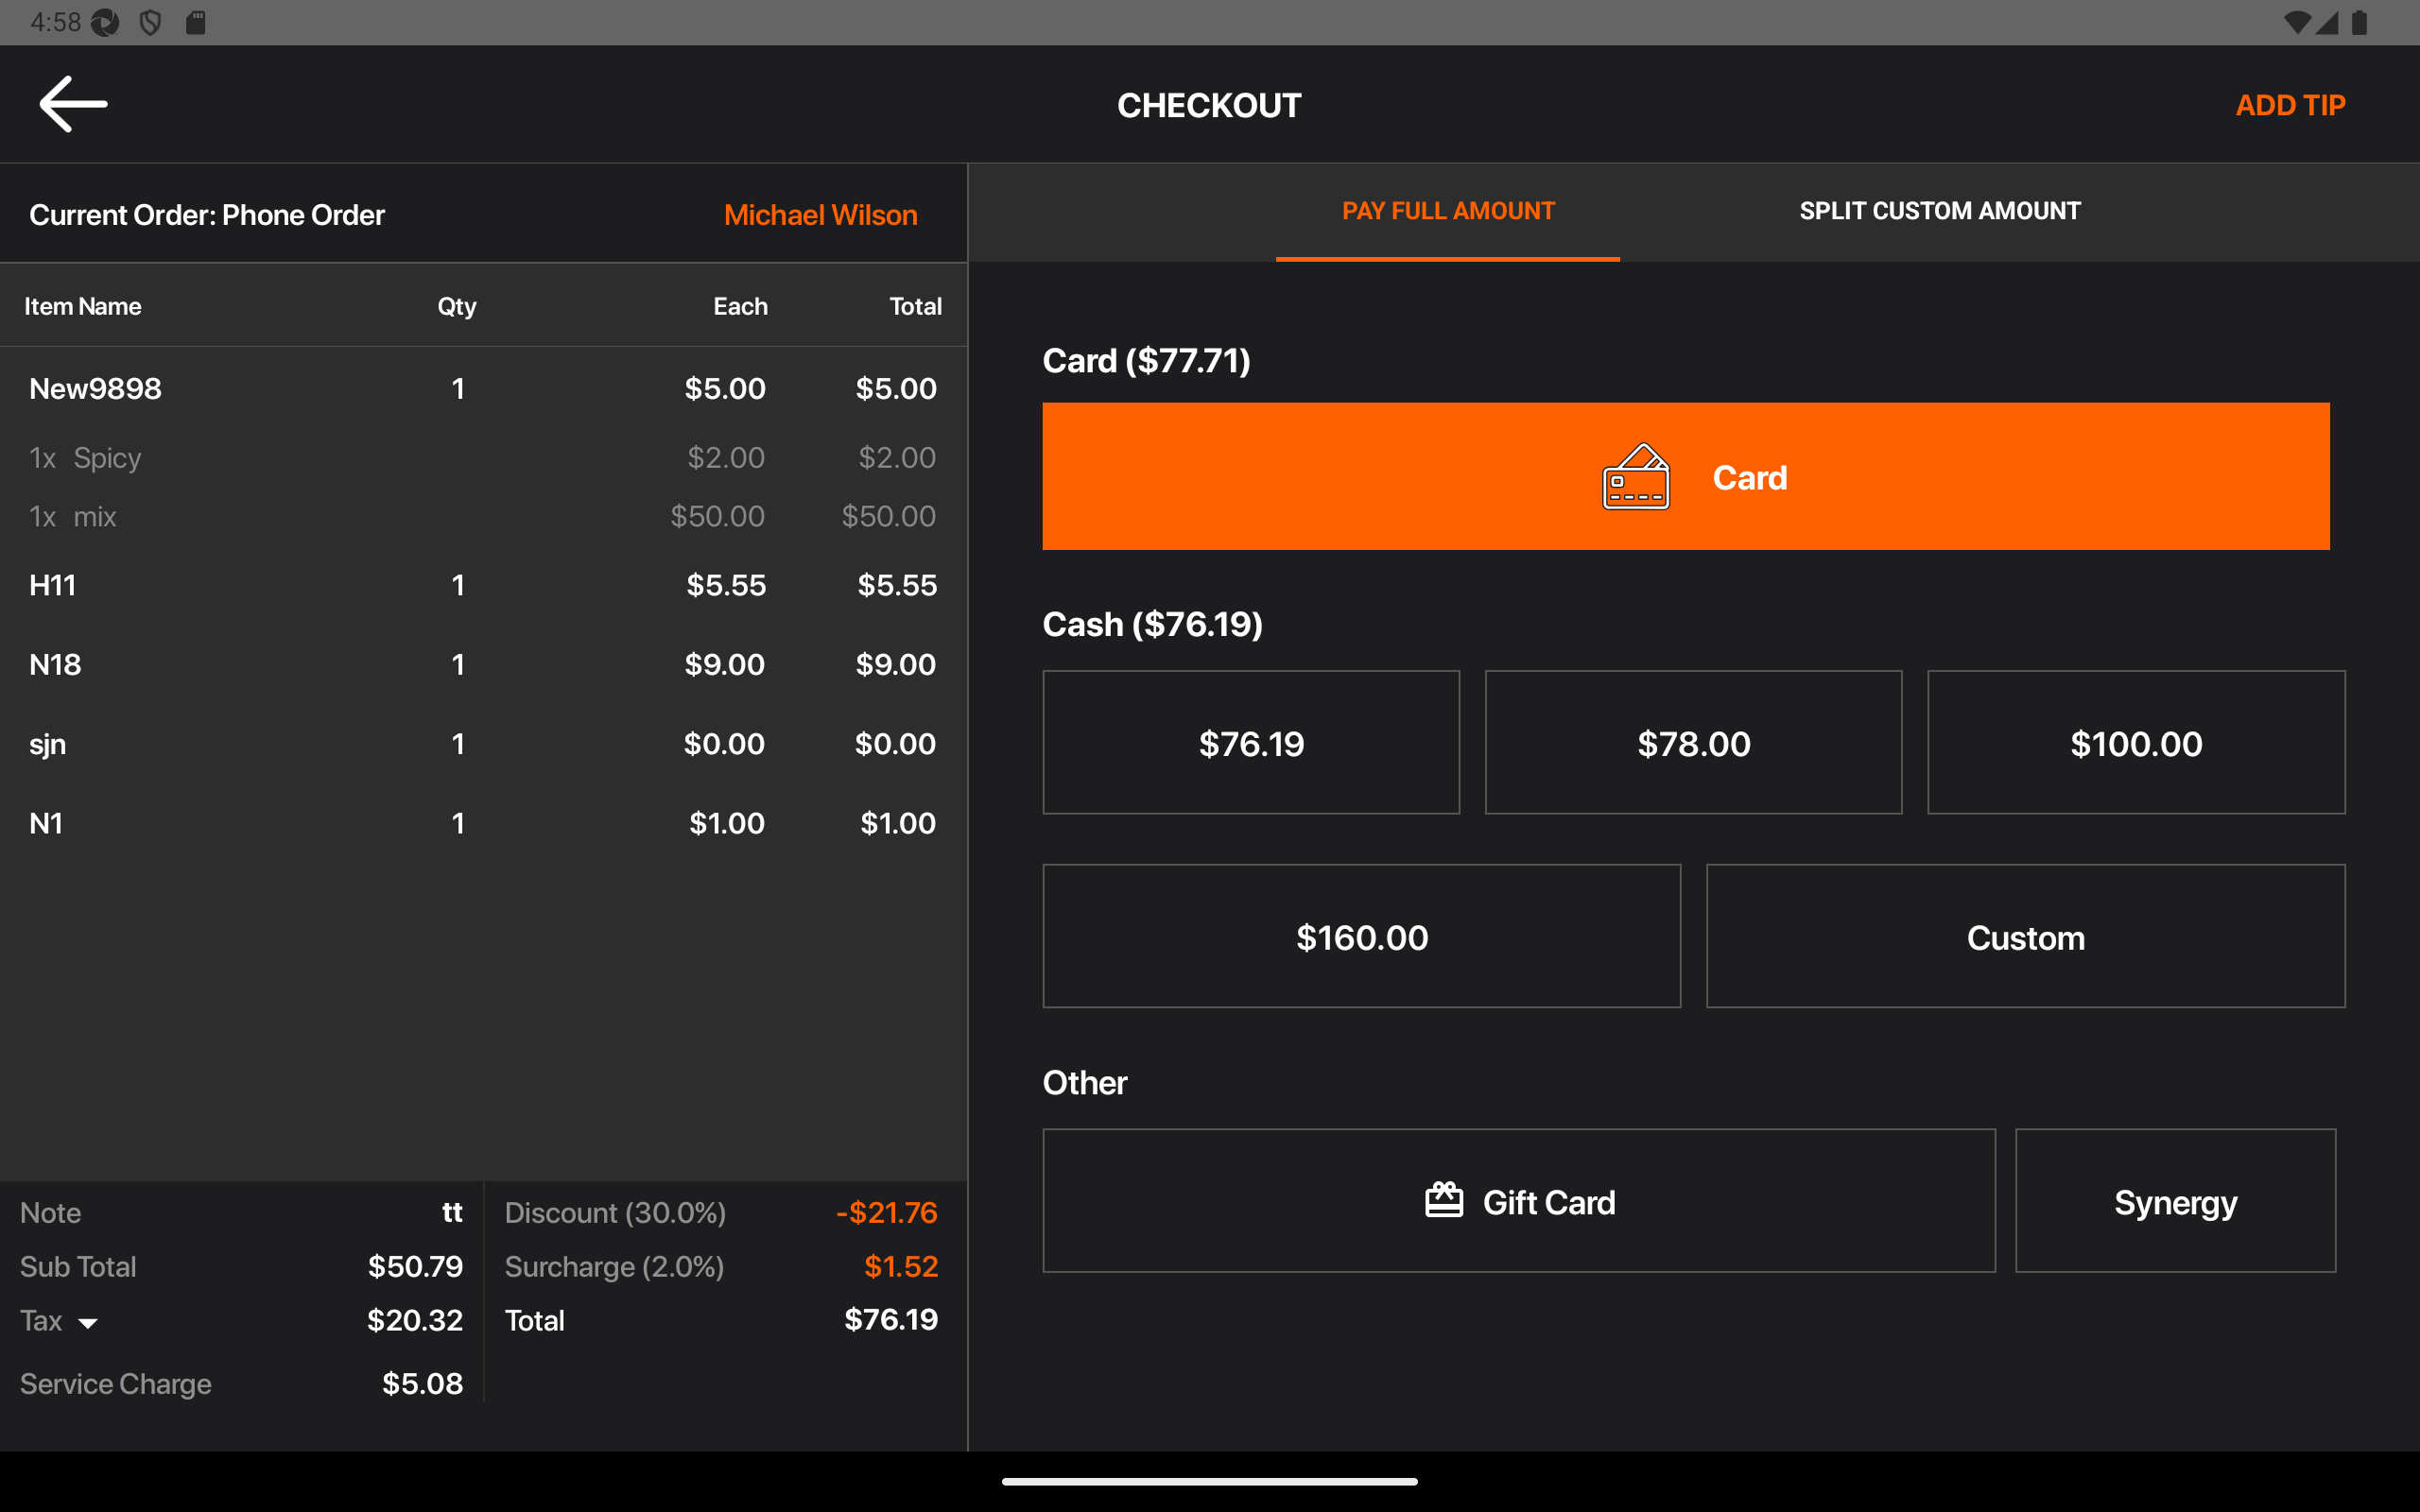 4:58
CHECKOUT
ADD TIP
Current Order: Phone Order
Michael Wilson
PAY FULL AMOUNT
SPLIT CUSTOM AMOUNT
Item Name Qty Each Total
New9898 1 $5.00 $5.00
1x Spicy $2.00 $2.00
1x mix $50.00 $50.00
H11 1 $5.55 $5.55
N18 1 $9.00 $9.00
sjn 1 $0.00 $0.00
N1 1 $1.00 $1.00
Note tt
Sub Total $50.79
Tax $20.32
Service Charge $5.08
Discount (30.0%) -$21.76
Surcharge (2.0%) $1.52
Total $76.19
Card ($77.71)
Card
Cash ($76.19)
$76.19 $78.00 $100.00
$160.00 Custom
Other
Gift Card Synergy